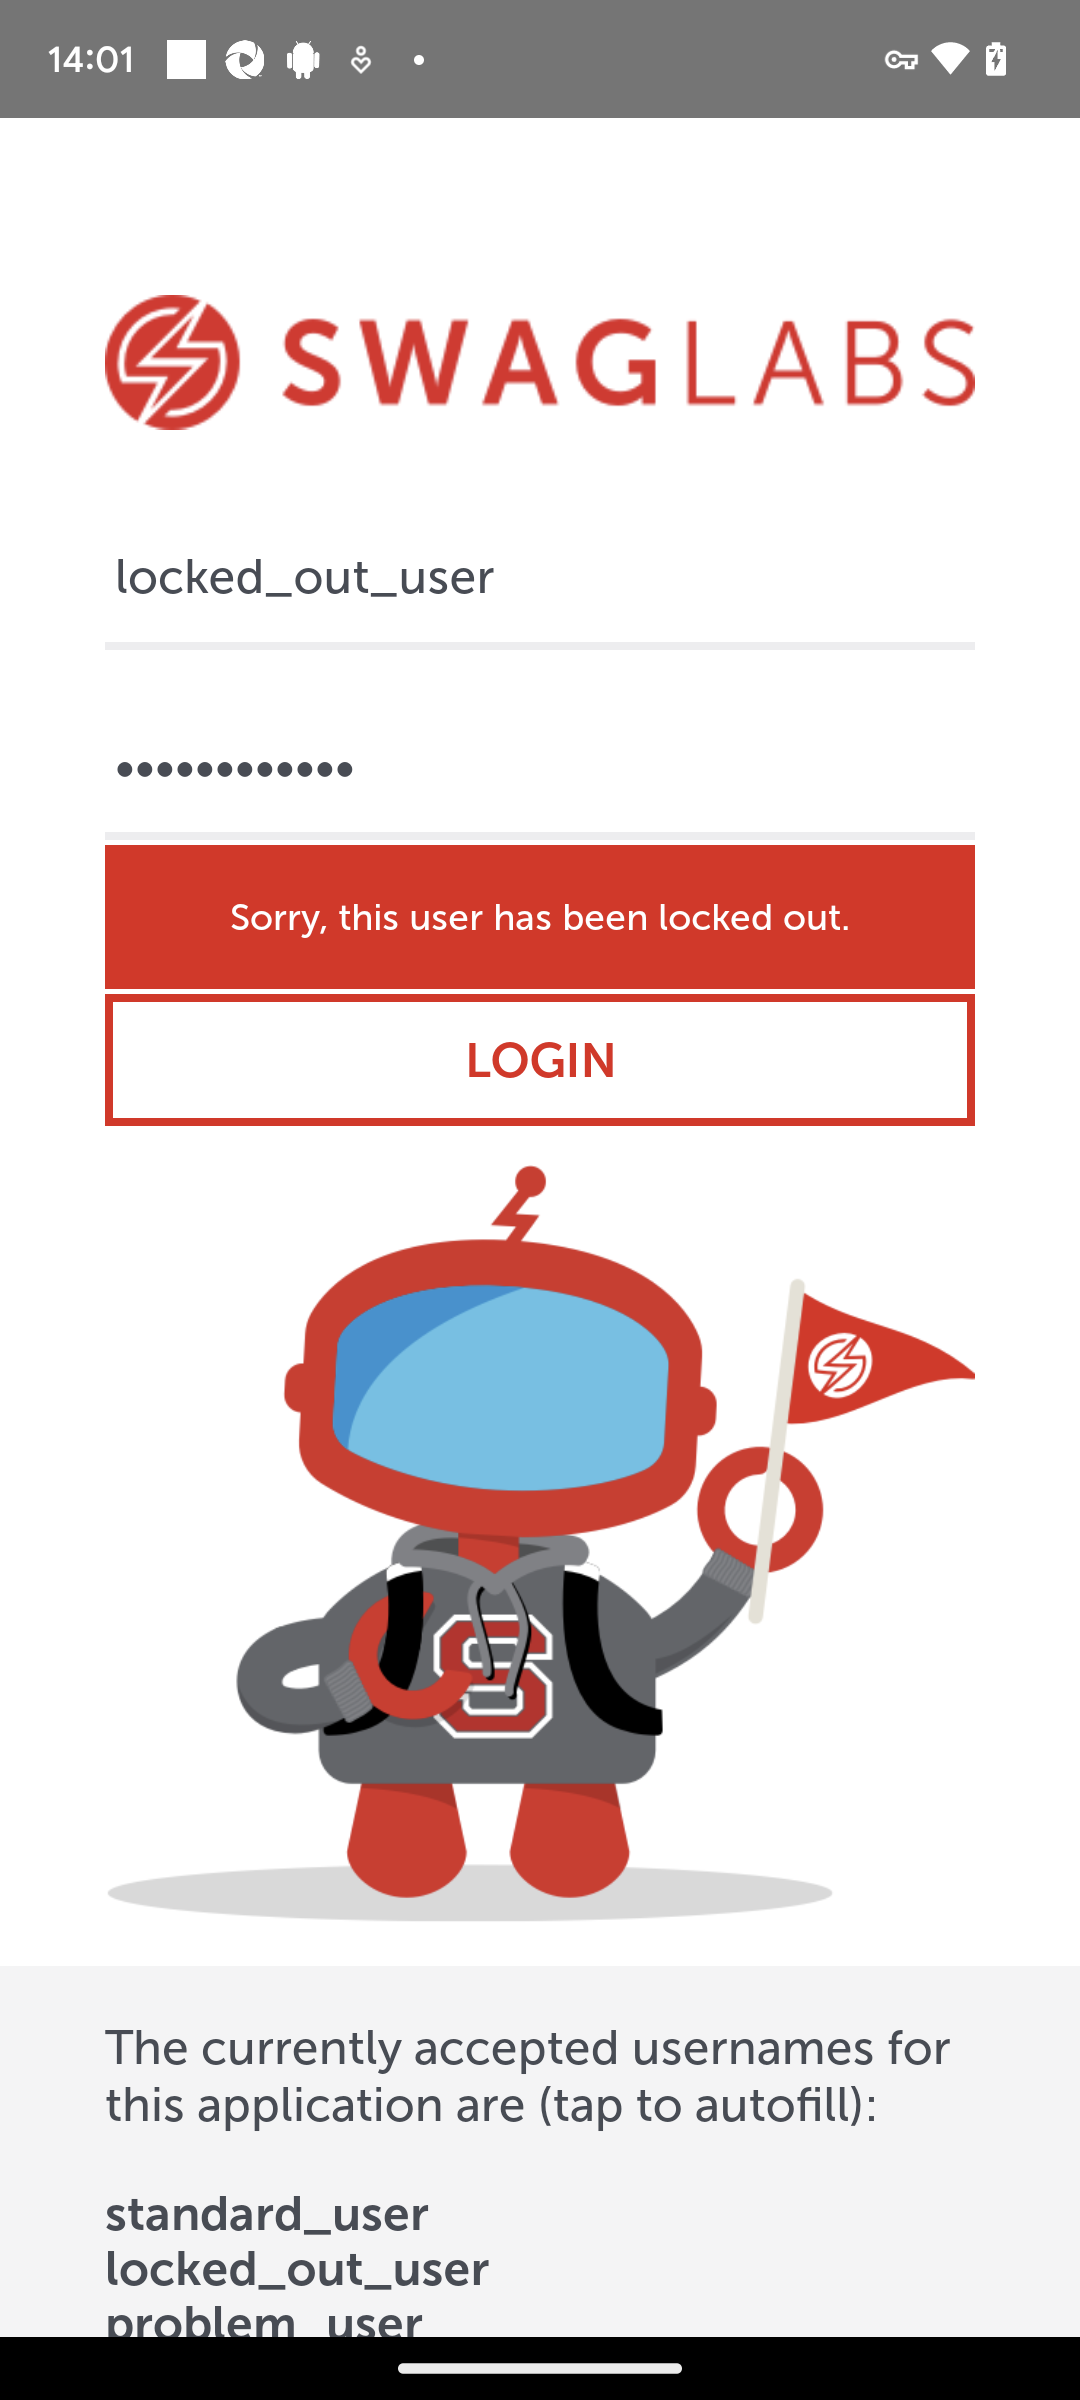 14:01
SWAGLABS
locked_out_user
••••••••••••
Sorry, this user has been locked out.
LOGIN
S
The currently accepted usernames for
this application are (tap to autofill):
standard_user
locked_out_user
problem_user